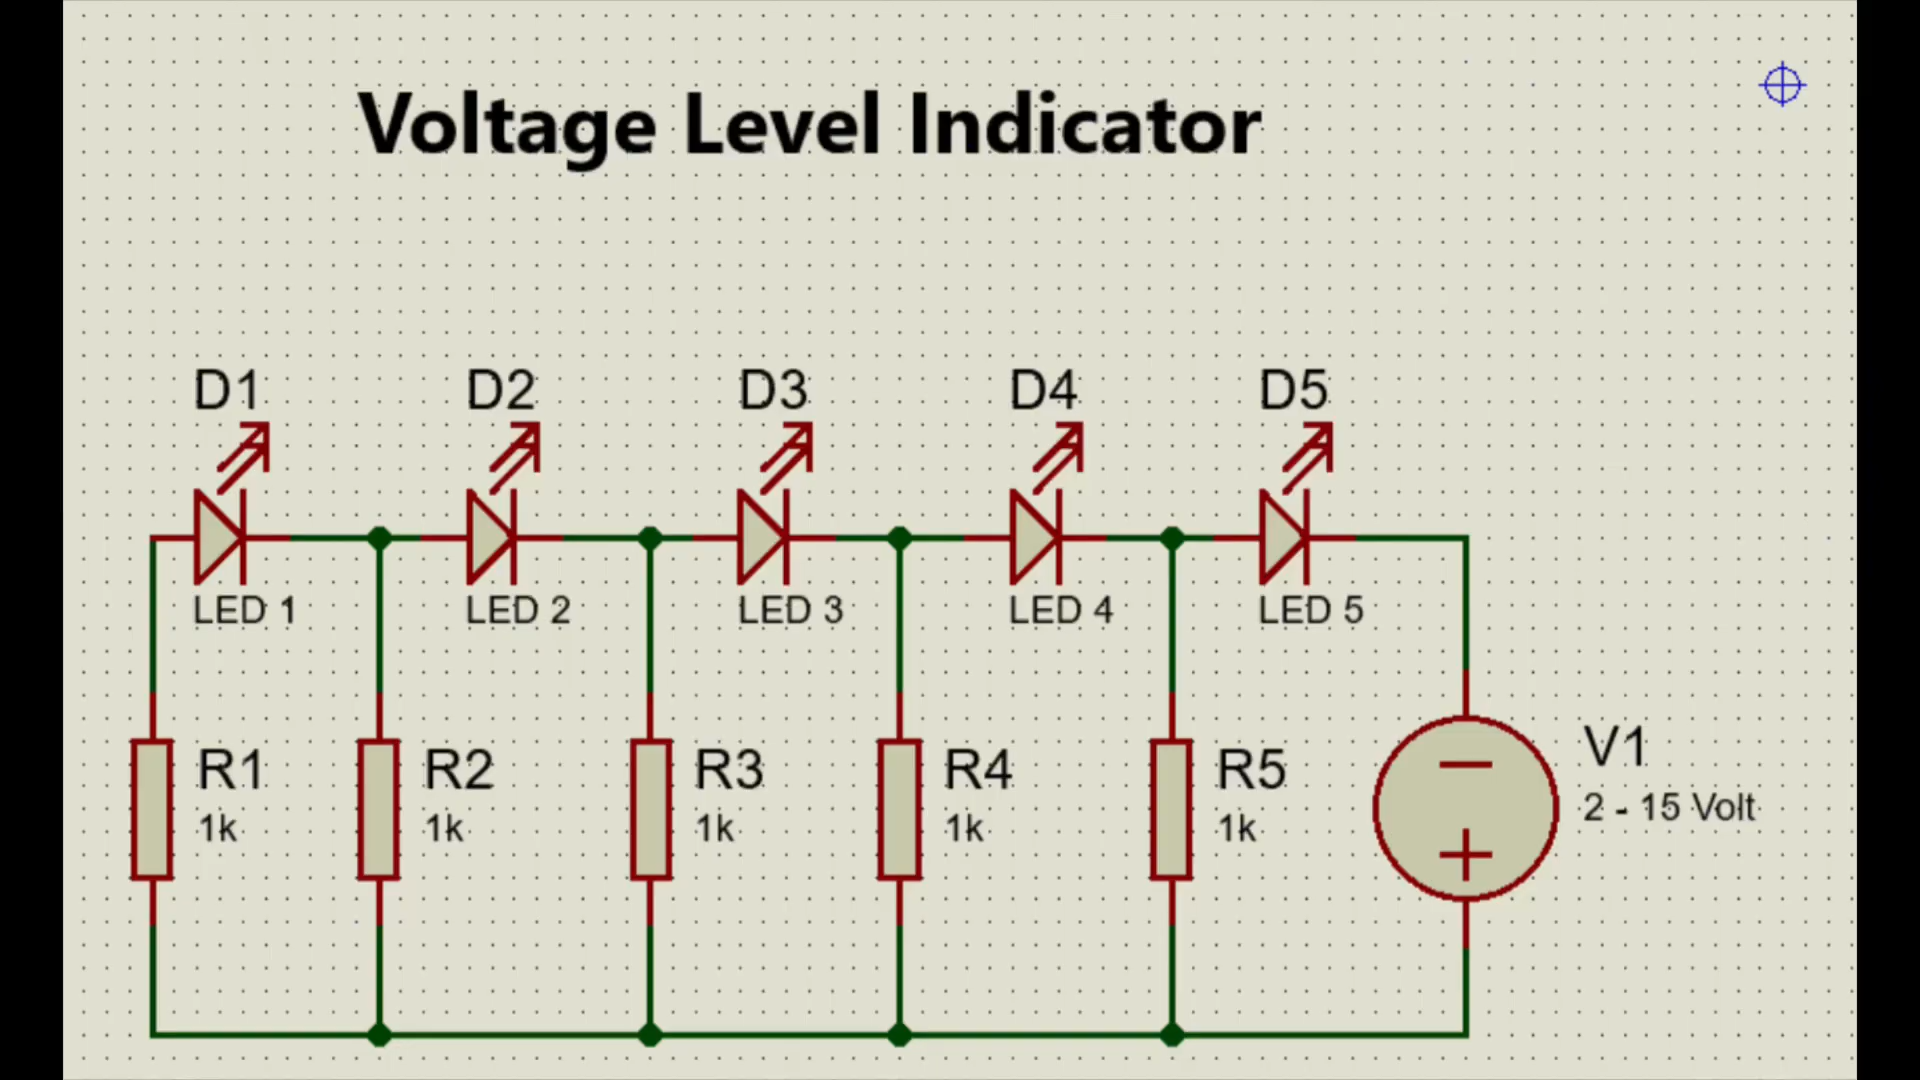 Voltage Level Indicator
D1 D2 D3 D4 D5
LED 1 LED 2 LED 3 LED 4 LED 5
R1 R2 R3 R4 R5 V1
1k 1k 1k 1k 1k 2 - 15 Volt